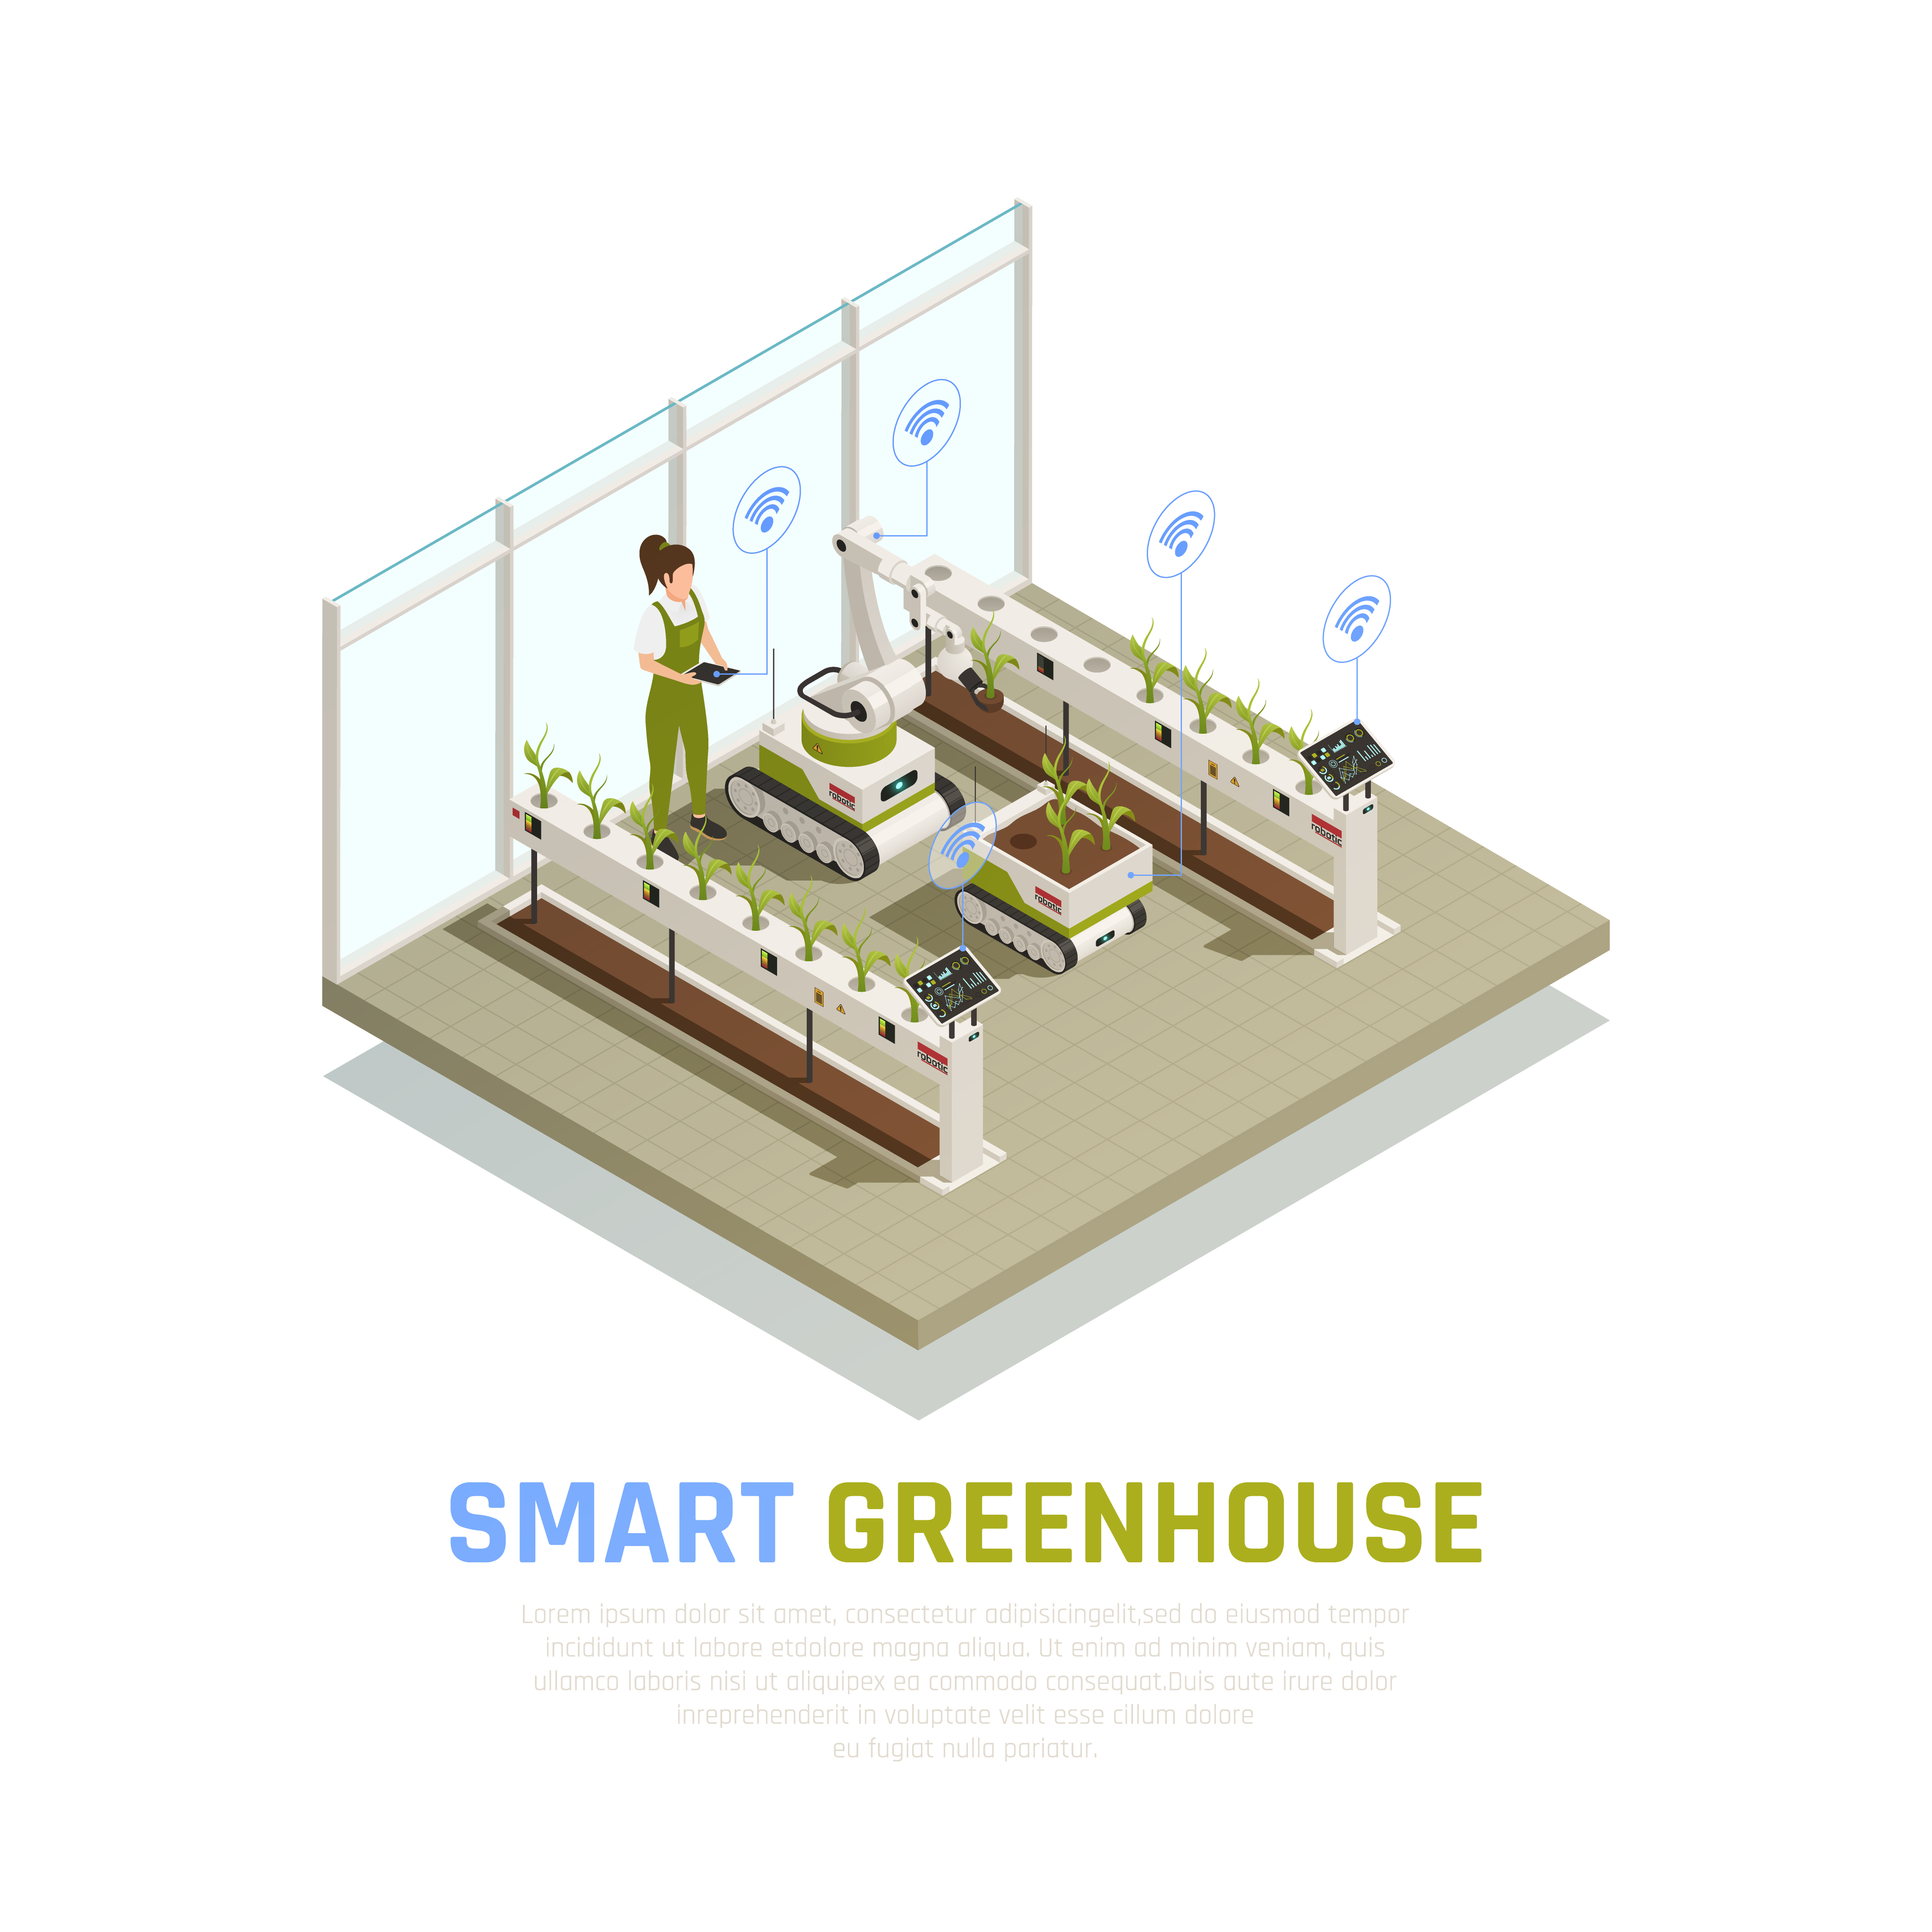 robotic
robotic
robotic
robotic
SMART GREENHOUSE
Lorem ipsum dolor sit amet, consectetur adipisicingelit,sed do eiusmod tempor
incididunt ut labore etdolore magna aliqua. Ut enim ad minim veniam, quis
ullamco laboris nisi ut aliquipex ea commodo consequat.Duis aute irure dolor
inreprehenderit in voluptate velit esse cillum dolore
eu fugiat nulla pariatur.